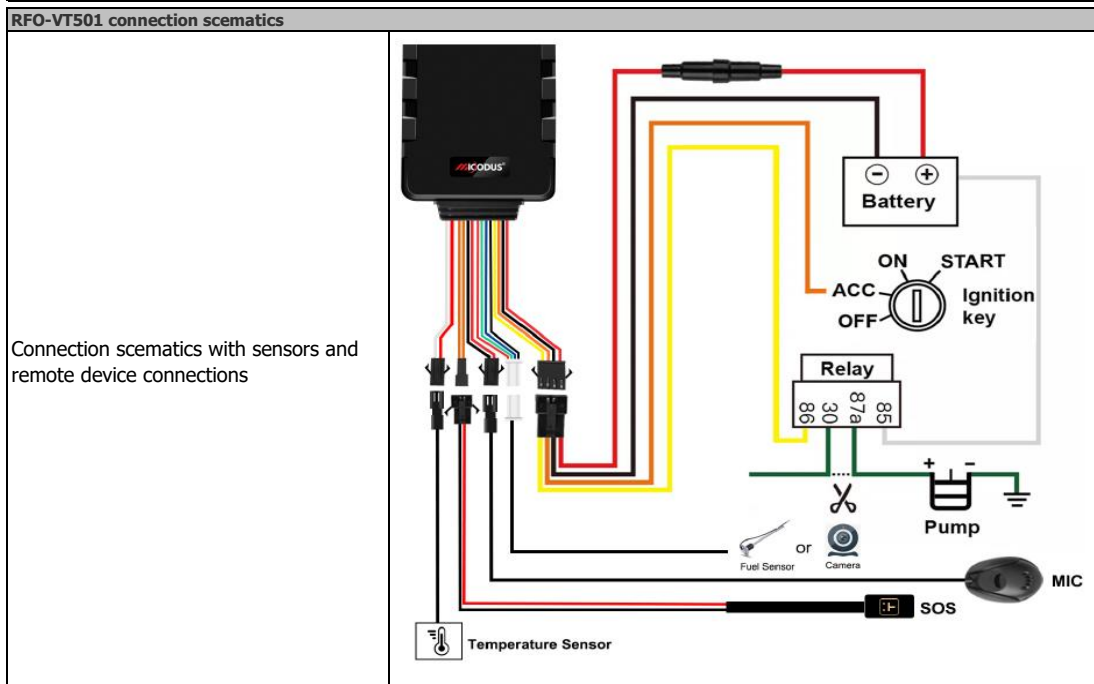 RFO-VT501 connection scematics
Connection scematics with sensors and
remote device connections
MICODUS®
− +
Battery
ON START
ACC
OFF
Ignition
key
Relay
86 30 87a 85
+ −
Pump
Fuel Sensor
or
Camera
MIC
SOS
Temperature Sensor